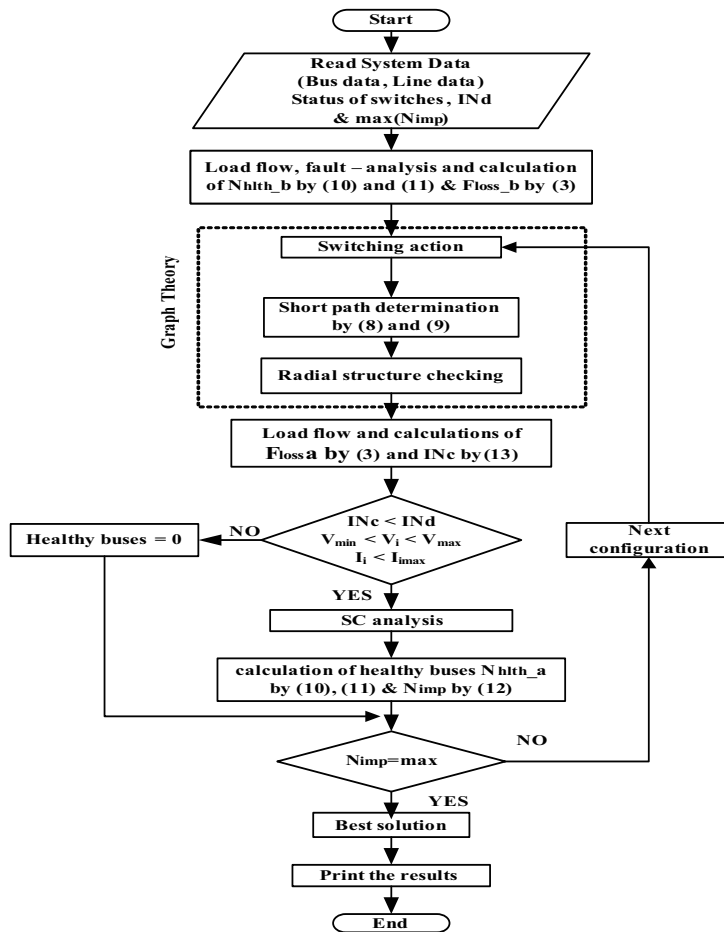 Start
Read System Data
(Bus data, Line data)
Status of switches, INd
& max(Nimp)
Load flow, fault – analysis and calculation
of Nhlth_b by (10) and (11) & Floss_b by (3)
Graph Theory
Switching action
Short path determination
by (8) and (9)
Radial structure checking
Load flow and calculations of
Flossa by (3) and INc by(13)
INc < INd
Vmin < Vi < Vmax
Ii < Iimax
NO
Healthy buses = 0
Next
configuration
YES
SC analysis
calculation of healthy buses Nhlth_a
by (10), (11) & Nimp by (12)
Nimp=max
NO
YES
Best solution
Print the results
End